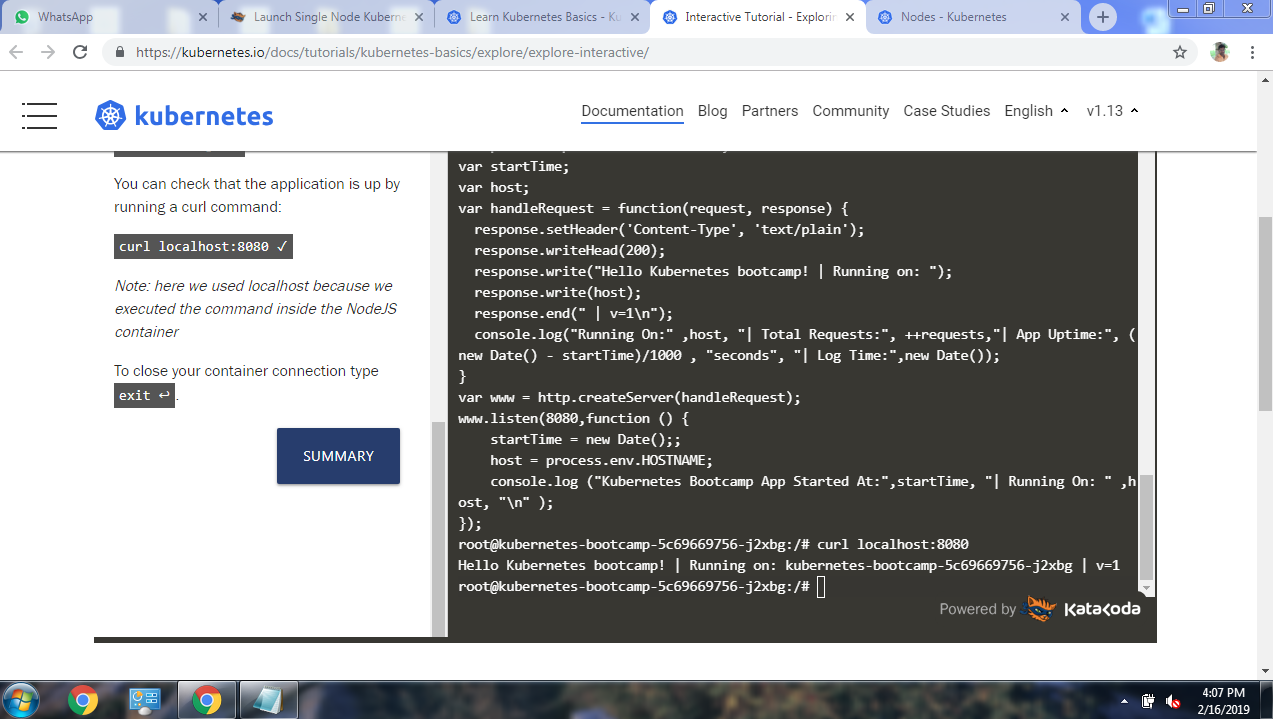 WhatsApp
Launch Single Node Kuberne
Learn Kubernetes Basics - Ku
Interactive Tutorial - Explorin
Nodes - Kubernetes
https://kubernetes.io/docs/tutorials/kubernetes-basics/explore/explore-interactive/
kubernetes
Documentation Blog Partners Community Case Studies English v1.13
You can check that the application is up by
running a curl command:
curl localhost:8080 ✓
Note: here we used localhost because we
executed the command inside the NodeJS
container
To close your container connection type
exit ↩.
SUMMARY
var startTime;
var host;
var handleRequest = function(request, response) {
  response.setHeader('Content-Type', 'text/plain');
  response.writeHead(200);
  response.write("Hello Kubernetes bootcamp! | Running on: ");
  response.write(host);
  response.end(" | v=1\n");
  console.log("Running On:" ,host, "| Total Requests:", ++requests,"| App Uptime:", (
new Date() - startTime)/1000 , "seconds", "| Log Time:",new Date());
}
var www = http.createServer(handleRequest);
www.listen(8080,function () {
    startTime = new Date();;
    host = process.env.HOSTNAME;
    console.log ("Kubernetes Bootcamp App Started At:",startTime, "| Running On: " ,h
ost, "\n" );
});
root@kubernetes-bootcamp-5c69669756-j2xbg:/# curl localhost:8080
Hello Kubernetes bootcamp! | Running on: kubernetes-bootcamp-5c69669756-j2xbg | v=1
root@kubernetes-bootcamp-5c69669756-j2xbg:/#
Powered by Katacoda
4:07 PM
2/16/2019